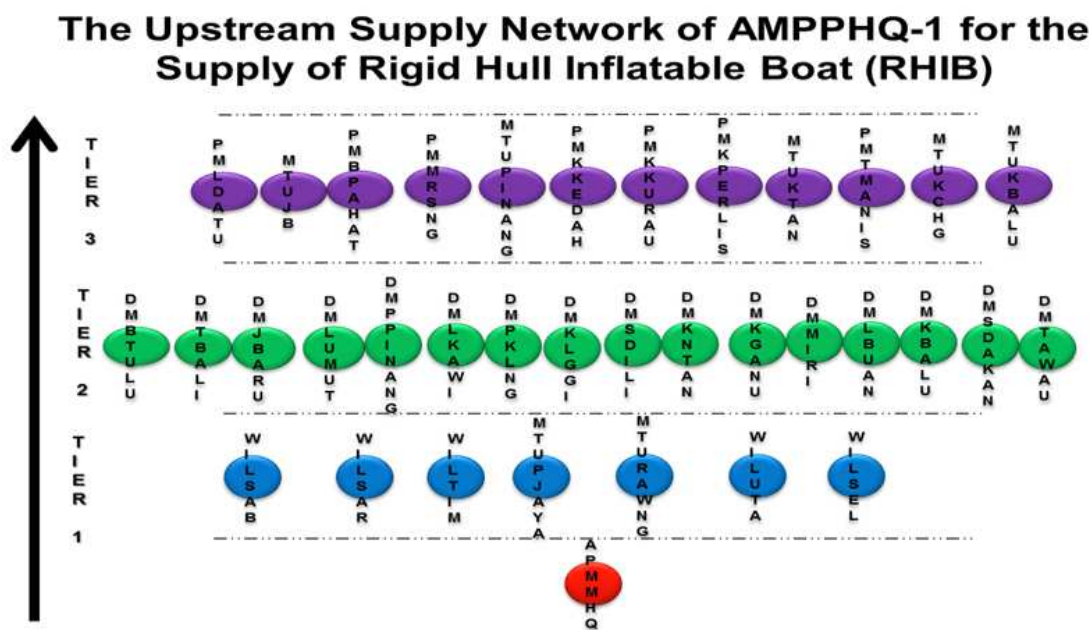 The Upstream Supply Network of AMPPHQ-1 for the
Supply of Rigid Hull Inflatable Boat (RHIB)
TIER 3
PMLDATU
MTUJB
PMBPAHAT
PMMRSNG
MTUPINANG
PMKKEDAH
PMKKURAU
PMKPERLIS
MTUKTAN
PMTMANIS
MTUKCHG
MTUKBALU
TIER 2
DMBTULU
DMTBALI
DMJBARU
DMLUMUT
DMPPINANG
DMLKAWI
DMPKLNG
DMKLGGI
DMSDILI
DMKNTAN
DMKGANU
DMMIRI
DMLBUAN
DMKBALU
DMSDAKAN
DMTAWAU
TIER 1
WILSAB
WILSAR
WILTIM
MTUPJAYA
MTURAWNG
WILUTA
WILSEL
APMMHQ